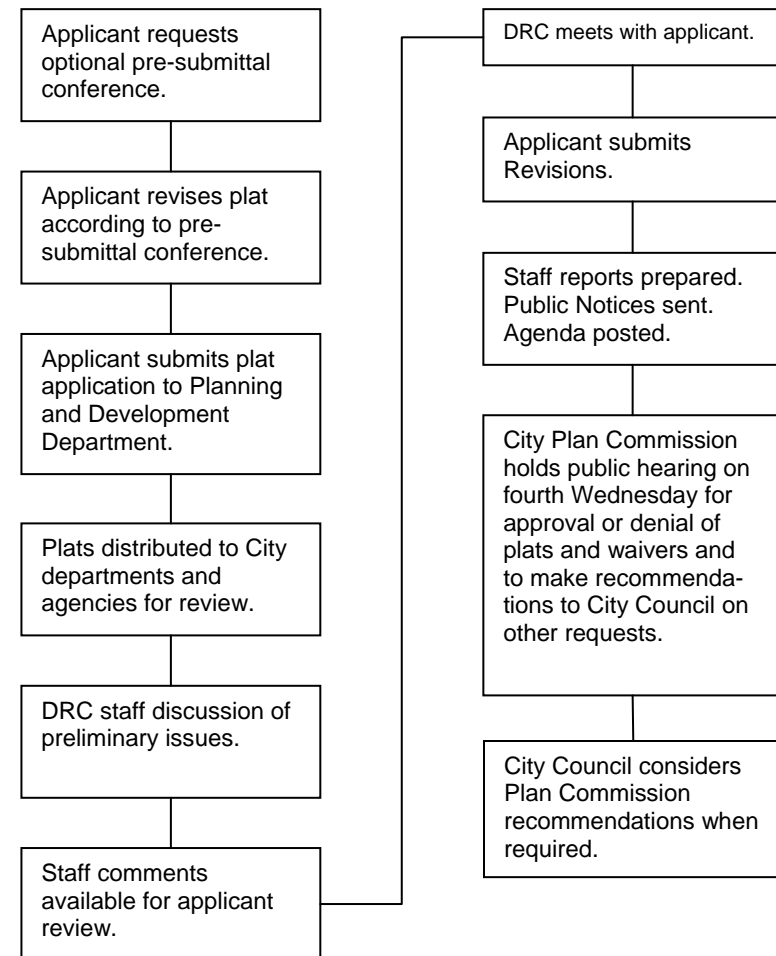 Applicant requests
optional pre-submittal
conference.
Applicant revises plat
according to pre-
submittal conference.
Applicant submits plat
application to Planning
and Development
Department.
Plats distributed to City
departments and
agencies for review.
DRC staff discussion of
preliminary issues.
Staff comments
available for applicant
review.
DRC meets with applicant.
Applicant submits
Revisions.
Staff reports prepared.
Public Notices sent.
Agenda posted.
City Plan Commission
holds public hearing on
fourth Wednesday for
approval or denial of
plats and waivers and
to make recommenda-
tions to City Council on
other requests.
City Council considers
Plan Commission
recommendations when
required.